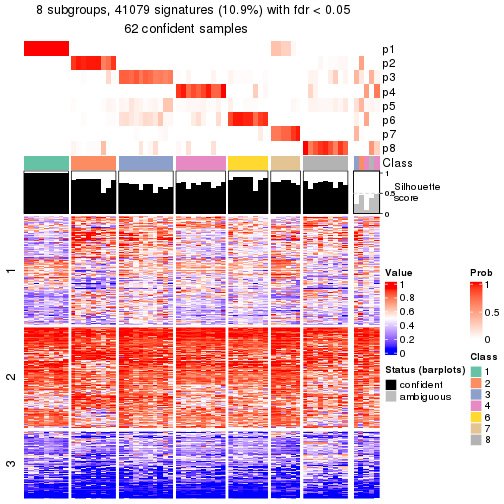 8 subgroups, 41079 signatures (10.9%) with fdr < 0.05
62 confident samples
p1
p2
p3
p4
p5
p6
p7
p8
Class
1
0.5
0
Silhouette
score
1
2
3
Value
1
0.8
0.6
0.4
0.2
0
Prob
1
0.5
0
Status (barplots)
confident
ambiguous
Class
1
2
3
4
6
7
8